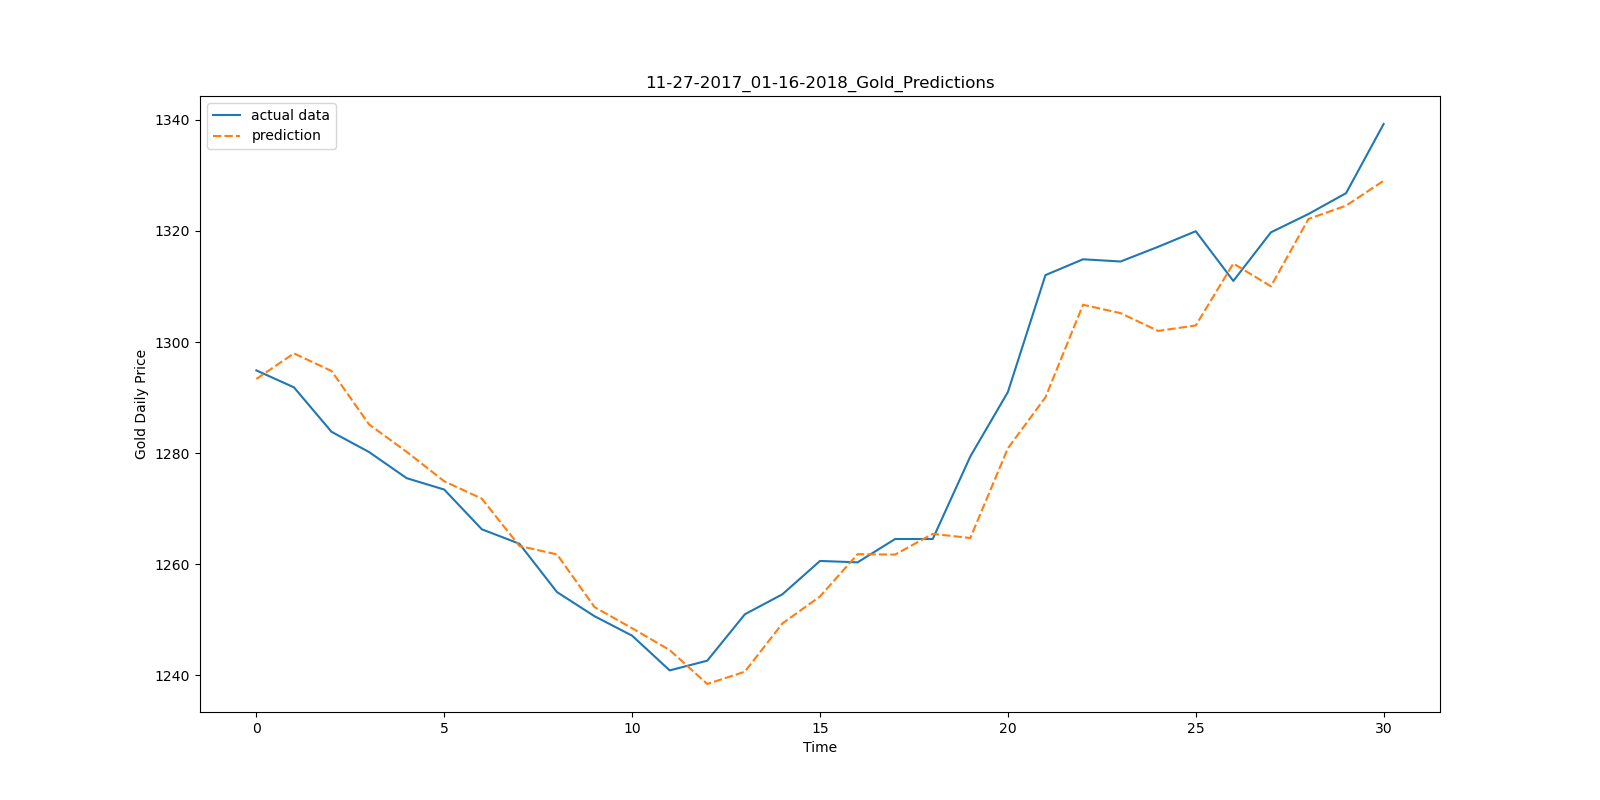 11-27-2017_01-16-2018_Gold_Predictions
actual data
prediction
1340
1320
1300
1280
1260
1240
Gold Daily Price
0 5 10 15 20 25 30
Time